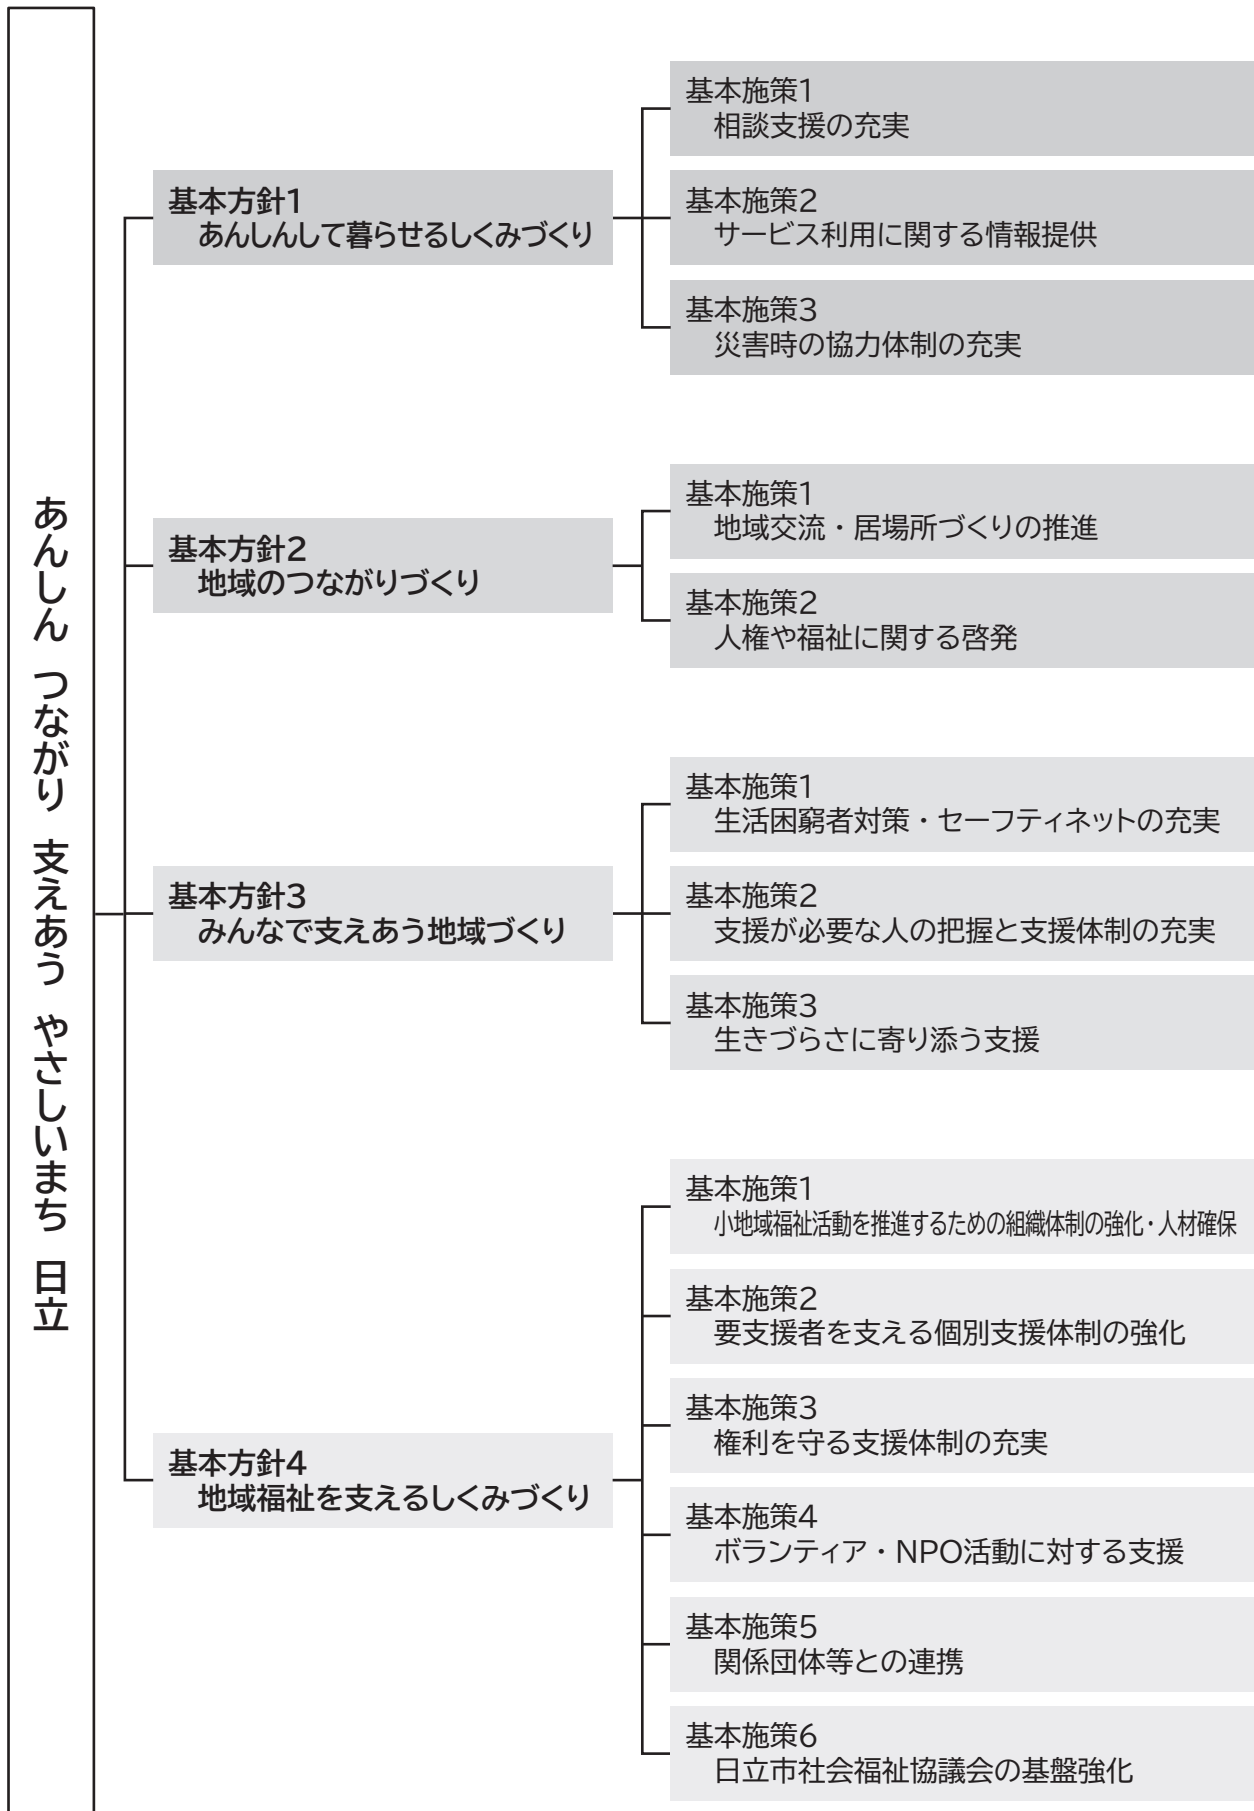 あんしん つながり 支えあう やさしいまち 日立
基本方針1
あんしんして暮らせるしくみづくり
基本施策1
相談支援の充実
基本施策2
サービス利用に関する情報提供
基本施策3
災害時の協力体制の充実
基本方針2
地域のつながりづくり
基本施策1
地域交流・居場所づくりの推進
基本施策2
人権や福祉に関する啓発
基本方針3
みんなで支えあう地域づくり
基本施策1
生活困窮者対策・セーフティネットの充実
基本施策2
支援が必要な人の把握と支援体制の充実
基本施策3
生きづらさに寄り添う支援
基本方針4
地域福祉を支えるしくみづくり
基本施策1
小地域福祉活動を推進するための組織体制の強化・人材確保
基本施策2
要支援者を支える個別支援体制の強化
基本施策3
権利を守る支援体制の充実
基本施策4
ボランティア・NPO活動に対する支援
基本施策5
関係団体等との連携
基本施策6
日立市社会福祉協議会の基盤強化